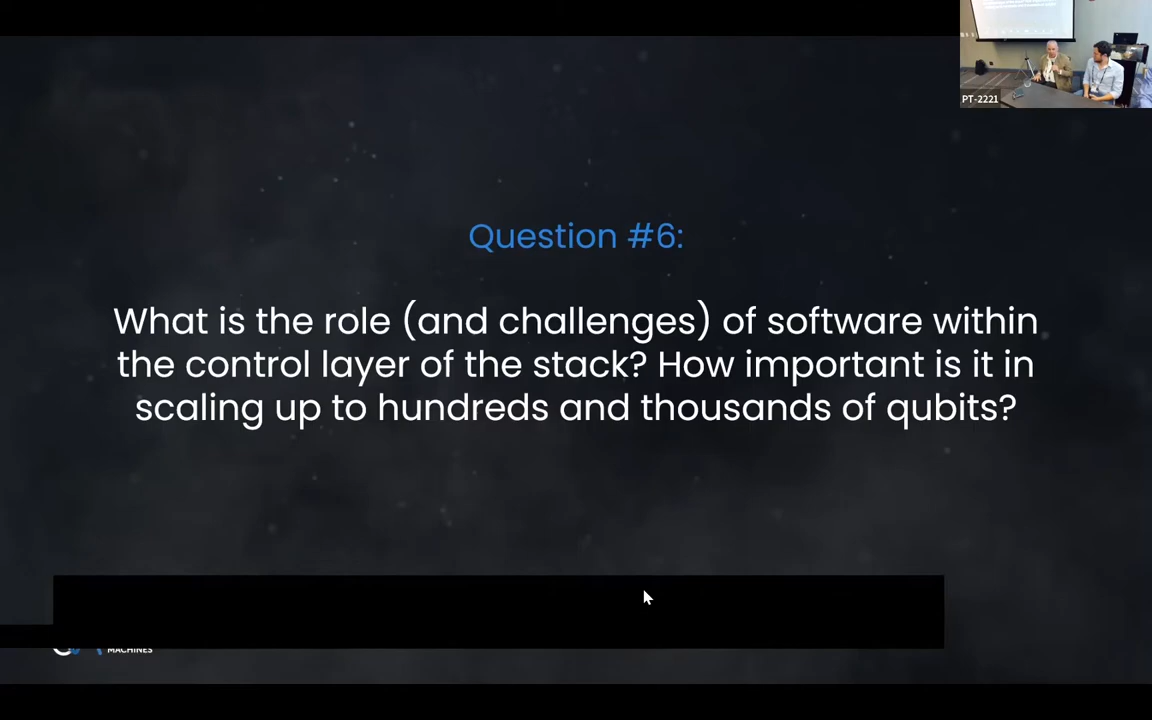 PT-2221
Question #6:
What is the role (and challenges) of software within
the control layer of the stack? How important is it in
scaling up to hundreds and thousands of qubits?
MACHINES